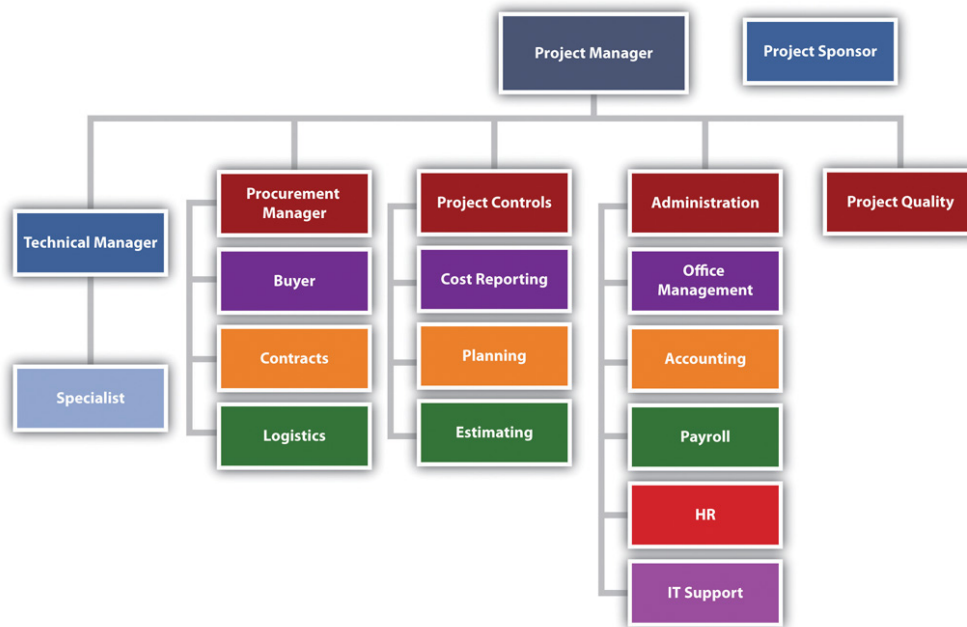 Project Manager
Project Sponsor
Technical Manager
Specialist
Procurement
Manager
Buyer
Contracts
Logistics
Project Controls
Cost Reporting
Planning
Estimating
Administration
Office
Management
Accounting
Payroll
HR
IT Support
Project Quality